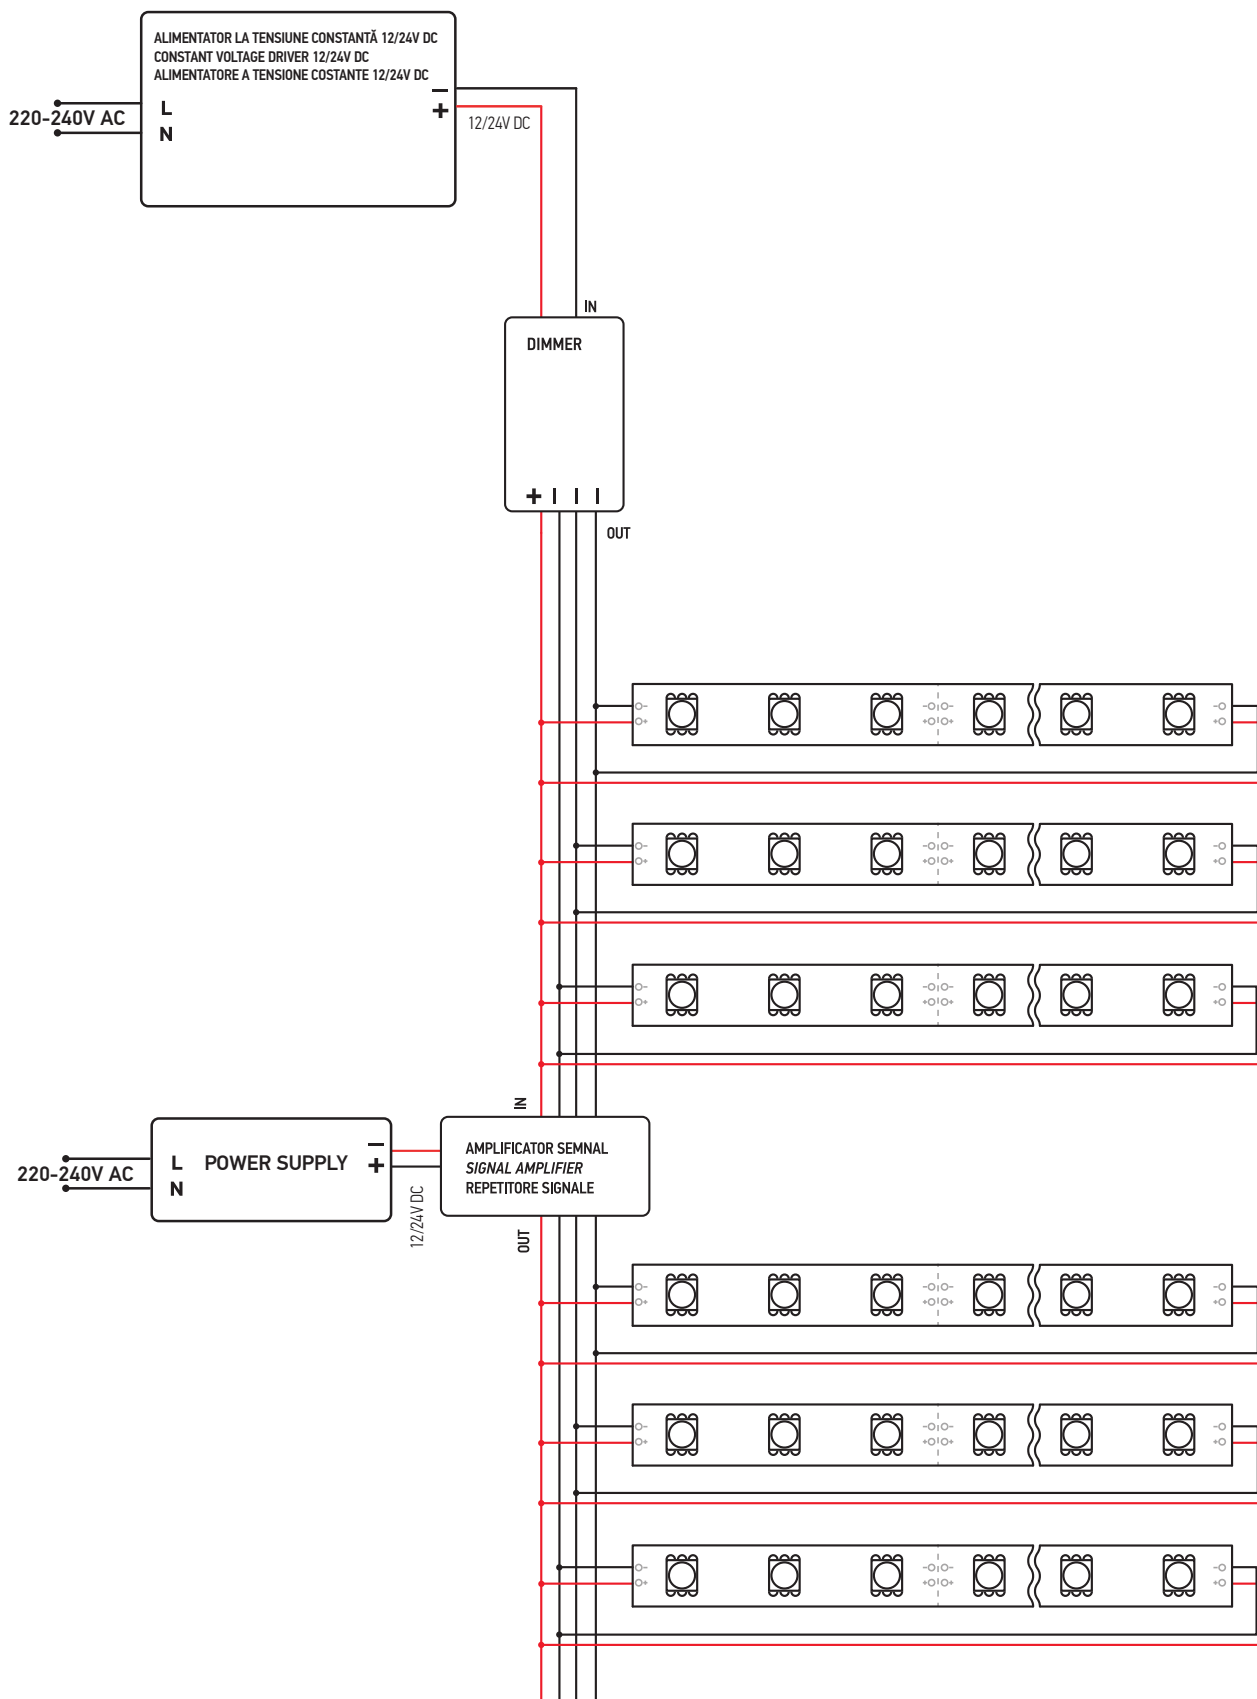 ALIMENTATOR LA TENSIUNE CONSTANTĂ 12/24V DC
CONSTANT VOLTAGE DRIVER 12/24V DC
ALIMENTATORE A TENSIONE COSTANTE 12/24V DC
220-240V AC
L
N
−
+
12/24V DC
IN
DIMMER
+ − − −
OUT
IN
220-240V AC
L
N
POWER SUPPLY
−
+
12/24V DC
AMPLIFICATOR SEMNAL
SIGNAL AMPLIFIER
REPETITORE SIGNALE
OUT